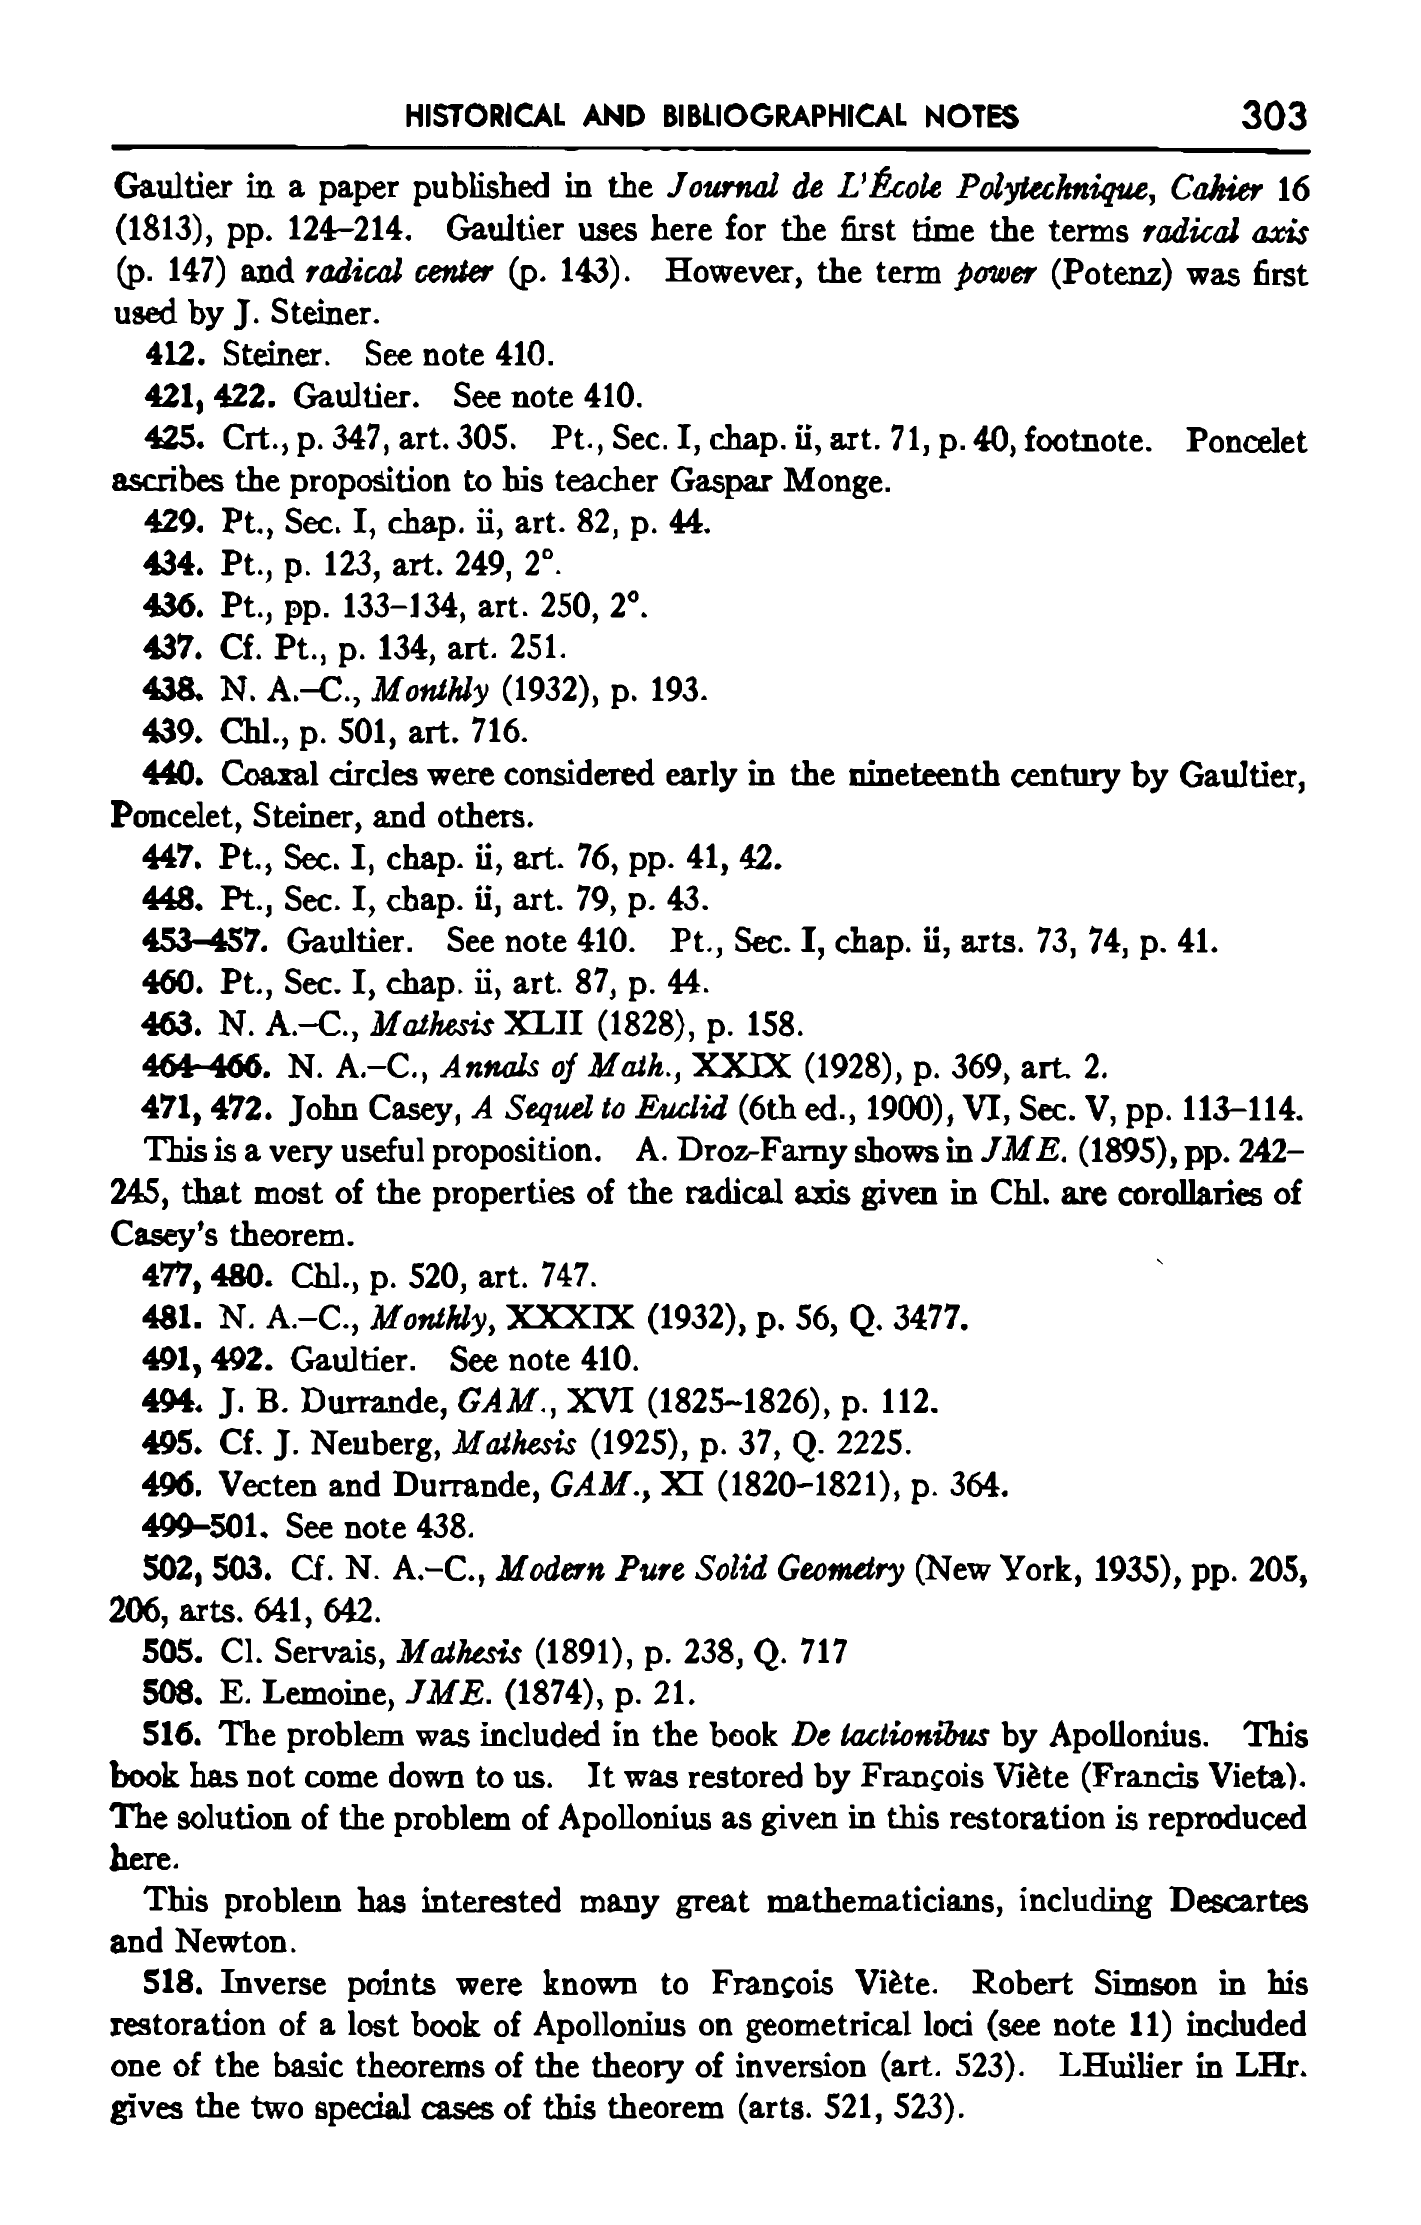 HISTORICAL AND BIBLIOGRAPHICAL NOTES 303
Gaultier in a paper published in the Journal de L'École Polytechnique, Cahier 16
(1813), pp. 124–214. Gaultier uses here for the first time the terms radical axis
(p. 147) and radical center (p. 143). However, the term power (Potenz) was first
used by J. Steiner.
412. Steiner. See note 410.
421, 422. Gaultier. See note 410.
425. Crt., p. 347, art. 305. Pt., Sec. I, chap. ii, art. 71, p. 40, footnote. Poncelet
ascribes the proposition to his teacher Gaspar Monge.
429. Pt., Sec. I, chap. ii, art. 82, p. 44.
434. Pt., p. 123, art. 249, 2°.
436. Pt., pp. 133–134, art. 250, 2°.
437. Cf. Pt., p. 134, art. 251.
438. N. A.–C., Monthly (1932), p. 193.
439. Chl., p. 501, art. 716.
440. Coaxal circles were considered early in the nineteenth century by Gaultier,
Poncelet, Steiner, and others.
447. Pt., Sec. I, chap. ii, art. 76, pp. 41, 42.
448. Pt., Sec. I, chap. ii, art. 79, p. 43.
453–457. Gaultier. See note 410. Pt., Sec. I, chap. ii, arts. 73, 74, p. 41.
460. Pt., Sec. I, chap. ii, art. 87, p. 44.
463. N. A.–C., Mathesis XLII (1828), p. 158.
464–466. N. A.–C., Annals of Math., XXIX (1928), p. 369, art. 2.
471, 472. John Casey, A Sequel to Euclid (6th ed., 1900), VI, Sec. V, pp. 113–114.
This is a very useful proposition. A. Droz-Farny shows in JME. (1895), pp. 242–
245, that most of the properties of the radical axis given in Chl. are corollaries of
Casey's theorem.
477, 480. Chl., p. 520, art. 747.
481. N. A.–C., Monthly, XXXIX (1932), p. 56, Q. 3477.
491, 492. Gaultier. See note 410.
494. J. B. Durrande, GAM., XVI (1825–1826), p. 112.
495. Cf. J. Neuberg, Mathesis (1925), p. 37, Q. 2225.
496. Vecten and Durrande, GAM., XI (1820–1821), p. 364.
499–501. See note 438.
502, 503. Cf. N. A.–C., Modern Pure Solid Geometry (New York, 1935), pp. 205,
206, arts. 641, 642.
505. Cl. Servais, Mathesis (1891), p. 238, Q. 717
508. E. Lemoine, JME. (1874), p. 21.
516. The problem was included in the book De tactionibus by Apollonius. This
book has not come down to us. It was restored by François Viète (Francis Vieta).
The solution of the problem of Apollonius as given in this restoration is reproduced
here.
This problem has interested many great mathematicians, including Descartes
and Newton.
518. Inverse points were known to François Viète. Robert Simson in his
restoration of a lost book of Apollonius on geometrical loci (see note 11) included
one of the basic theorems of the theory of inversion (art. 523). LHuilier in LHr.
gives the two special cases of this theorem (arts. 521, 523).